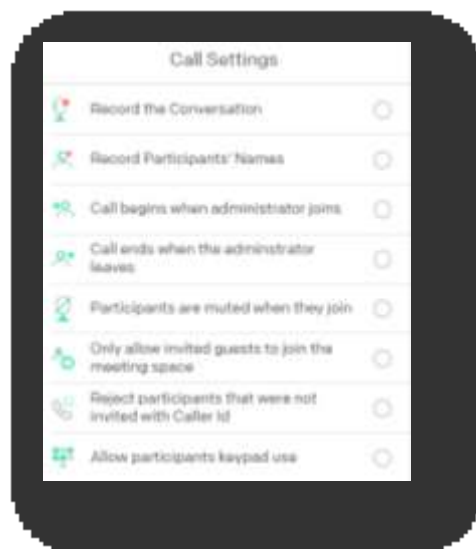 Call Settings
Record the Conversation
Record Participants' Names
Call begins when administrator joins
Call ends when the adminstrator
leaves
Participants are muted when they join
Only allow invited guests to join the
meeting space
Reject participants that were not
invited with Caller Id
Allow participants keypad use